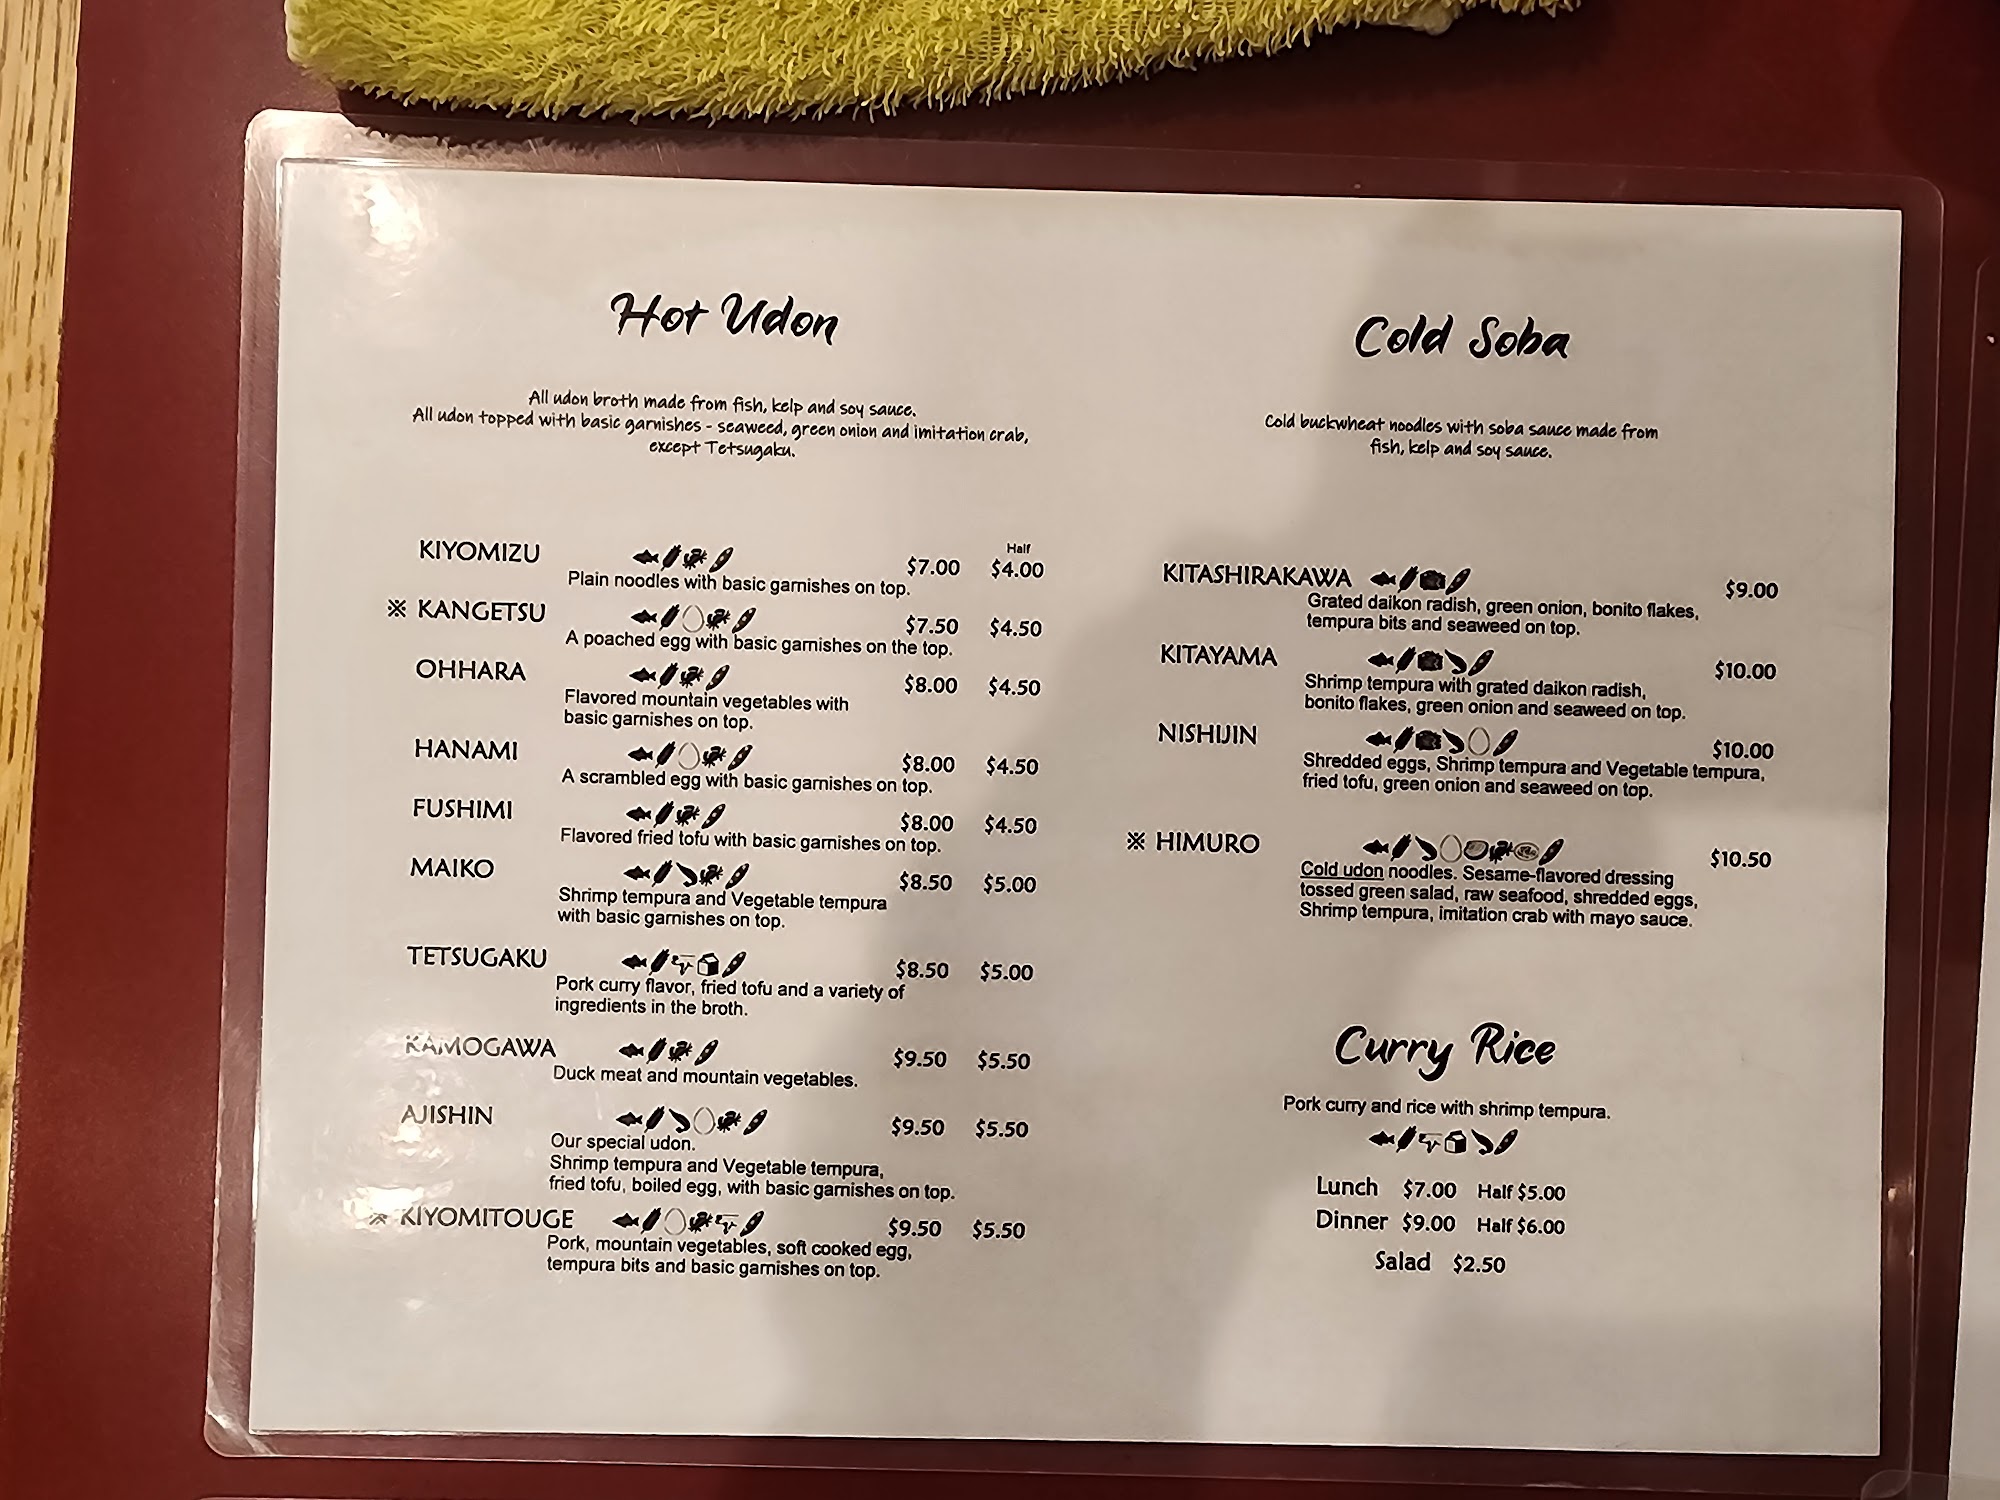 Hot Udon
All udon broth made from fish, kelp and soy sauce.
All udon topped with basic garnishes - seaweed, green onion and imitation crab,
except Tetsugaku.
Half
KIYOMIZU $7.00 $4.00
Plain noodles with basic garnishes on top.
※ KANGETSU $7.50 $4.50
A poached egg with basic garnishes on the top.
OHHARA $8.00 $4.50
Flavored mountain vegetables with
basic garnishes on top.
HANAMI $8.00 $4.50
A scrambled egg with basic garnishes on top.
FUSHIMI $8.00 $4.50
Flavored fried tofu with basic garnishes on top.
MAIKO $8.50 $5.00
Shrimp tempura and Vegetable tempura
with basic garnishes on top.
TETSUGAKU $8.50 $5.00
Pork curry flavor, fried tofu and a variety of
ingredients in the broth.
KAMOGAWA $9.50 $5.50
Duck meat and mountain vegetables.
AJISHIN $9.50 $5.50
Our special udon.
Shrimp tempura and Vegetable tempura,
fried tofu, boiled egg, with basic garnishes on top.
※ KIYOMITOUGE $9.50 $5.50
Pork, mountain vegetables, soft cooked egg,
tempura bits and basic garnishes on top.
Cold Soba
Cold buckwheat noodles with soba sauce made from
fish, kelp and soy sauce.
KITASHIRAKAWA $9.00
Grated daikon radish, green onion, bonito flakes,
tempura bits and seaweed on top.
KITAYAMA $10.00
Shrimp tempura with grated daikon radish,
bonito flakes, green onion and seaweed on top.
NISHIJIN $10.00
Shredded eggs, Shrimp tempura and Vegetable tempura,
fried tofu, green onion and seaweed on top.
※ HIMURO $10.50
Cold udon noodles. Sesame-flavored dressing
tossed green salad, raw seafood, shredded eggs,
Shrimp tempura, imitation crab with mayo sauce.
Curry Rice
Pork curry and rice with shrimp tempura.
Lunch $7.00 Half $5.00
Dinner $9.00 Half $6.00
Salad $2.50